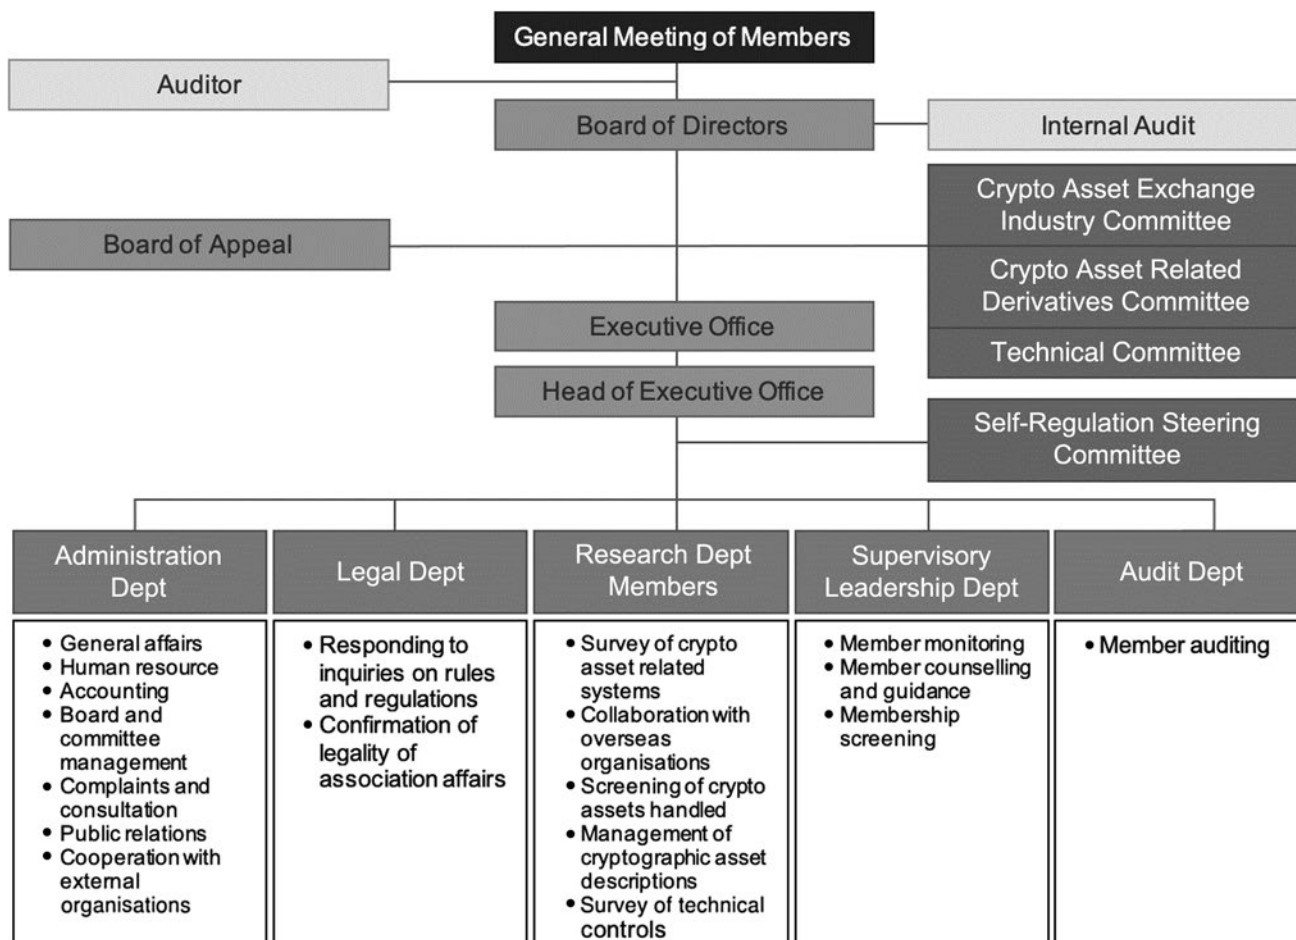 General Meeting of Members
Auditor
Board of Directors
Internal Audit
Crypto Asset Exchange
Industry Committee
Board of Appeal
Crypto Asset Related
Derivatives Committee
Executive Office
Technical Committee
Head of Executive Office
Self-Regulation Steering
Committee
Administration
Dept
• General affairs
• Human resource
• Accounting
• Board and
committee
management
• Complaints and
consultation
• Public relations
• Cooperation with
external
organisations
Legal Dept
• Responding to
inquiries on rules
and regulations
• Confirmation of
legality of
association affairs
Research Dept
Members
• Survey of crypto
asset related
systems
• Collaboration with
overseas
organisations
• Screening of crypto
assets handled
• Management of
cryptographic asset
descriptions
• Survey of technical
controls
Supervisory
Leadership Dept
• Member monitoring
• Member counselling
and guidance
• Membership
screening
Audit Dept
• Member auditing